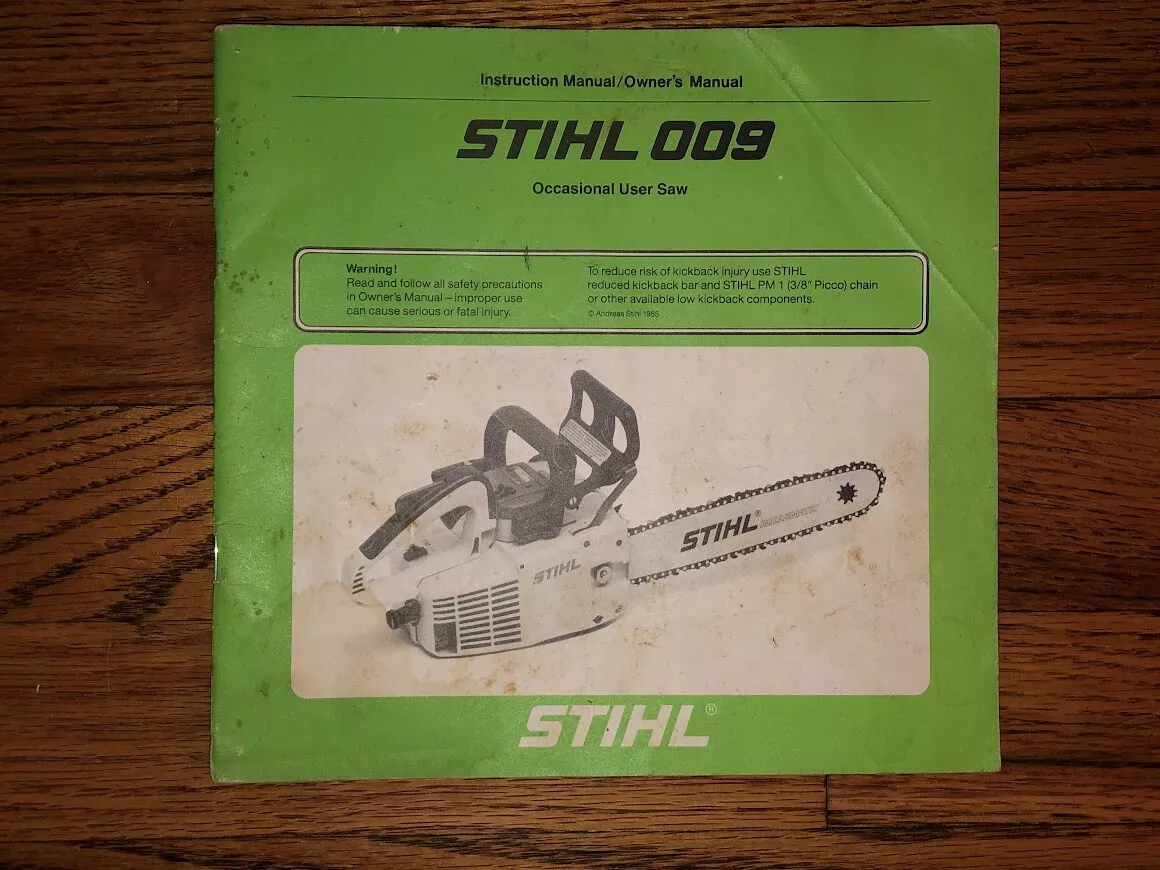 Instruction Manual/Owner's Manual
STIHL 009
Occasional User Saw
Warning!
Read and follow all safety precautions
in Owner's Manual – improper use
can cause serious or fatal injury.
To reduce risk of kickback injury use STIHL
reduced kickback bar and STIHL PM 1 (3/8" Picco) chain
or other available low kickback components.
© Andreas Stihl 1985
STIHL® ROLLOMATIC
STIHL
STIHL®